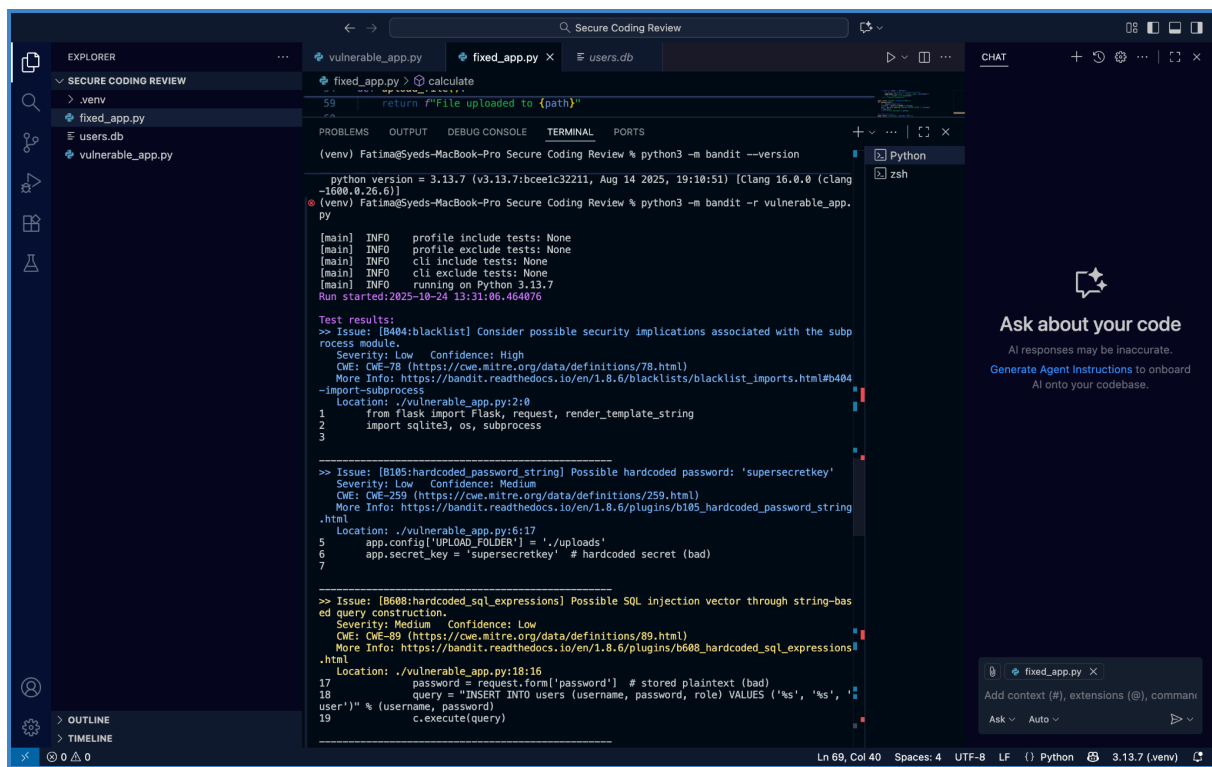 Secure Coding Review
EXPLORER
SECURE CODING REVIEW
.venv
fixed_app.py
users.db
vulnerable_app.py
OUTLINE
TIMELINE
vulnerable_app.py
fixed_app.py
users.db
fixed_app.py > calculate
59 return f"File uploaded to {path}"
PROBLEMS OUTPUT DEBUG CONSOLE TERMINAL PORTS
(venv) Fatima@Syeds-MacBook-Pro Secure Coding Review % python3 -m bandit --version
python version = 3.13.7 (v3.13.7:bcee1c32211, Aug 14 2025, 19:10:51) [Clang 16.0.0 (clang
-1600.0.26.6)]
(venv) Fatima@Syeds-MacBook-Pro Secure Coding Review % python3 -m bandit -r vulnerable_app.
py
[main] INFO profile include tests: None
[main] INFO profile exclude tests: None
[main] INFO cli include tests: None
[main] INFO cli exclude tests: None
[main] INFO running on Python 3.13.7
Run started:2025-10-24 13:31:06.464076
Test results:
>> Issue: [B404:blacklist] Consider possible security implications associated with the subp
rocess module.
Severity: Low Confidence: High
CWE: CWE-78 (https://cwe.mitre.org/data/definitions/78.html)
More Info: https://bandit.readthedocs.io/en/1.8.6/blacklists/blacklist_imports.html#b404
-import-subprocess
Location: ./vulnerable_app.py:2:0
1 from flask import Flask, request, render_template_string
2 import sqlite3, os, subprocess
3
--------------------------------------------------
>> Issue: [B105:hardcoded_password_string] Possible hardcoded password: 'supersecretkey'
Severity: Low Confidence: Medium
CWE: CWE-259 (https://cwe.mitre.org/data/definitions/259.html)
More Info: https://bandit.readthedocs.io/en/1.8.6/plugins/b105_hardcoded_password_string
.html
Location: ./vulnerable_app.py:6:17
5 app.config['UPLOAD_FOLDER'] = './uploads'
6 app.secret_key = 'supersecretkey' # hardcoded secret (bad)
7
--------------------------------------------------
>> Issue: [B608:hardcoded_sql_expressions] Possible SQL injection vector through string-bas
ed query construction.
Severity: Medium Confidence: Low
CWE: CWE-89 (https://cwe.mitre.org/data/definitions/89.html)
More Info: https://bandit.readthedocs.io/en/1.8.6/plugins/b608_hardcoded_sql_expressions
.html
Location: ./vulnerable_app.py:18:16
17 password = request.form['password'] # stored plaintext (bad)
18 query = "INSERT INTO users (username, password, role) VALUES ('%s', '%s', '
user')" % (username, password)
19 c.execute(query)
--------------------------------------------------
Python
zsh
CHAT
Ask about your code
AI responses may be inaccurate.
Generate Agent Instructions to onboard
AI onto your codebase.
fixed_app.py
Add context (#), extensions (@), comman
Ask Auto
0 0 Ln 69, Col 40 Spaces: 4 UTF-8 LF {} Python 3.13.7 (.venv)